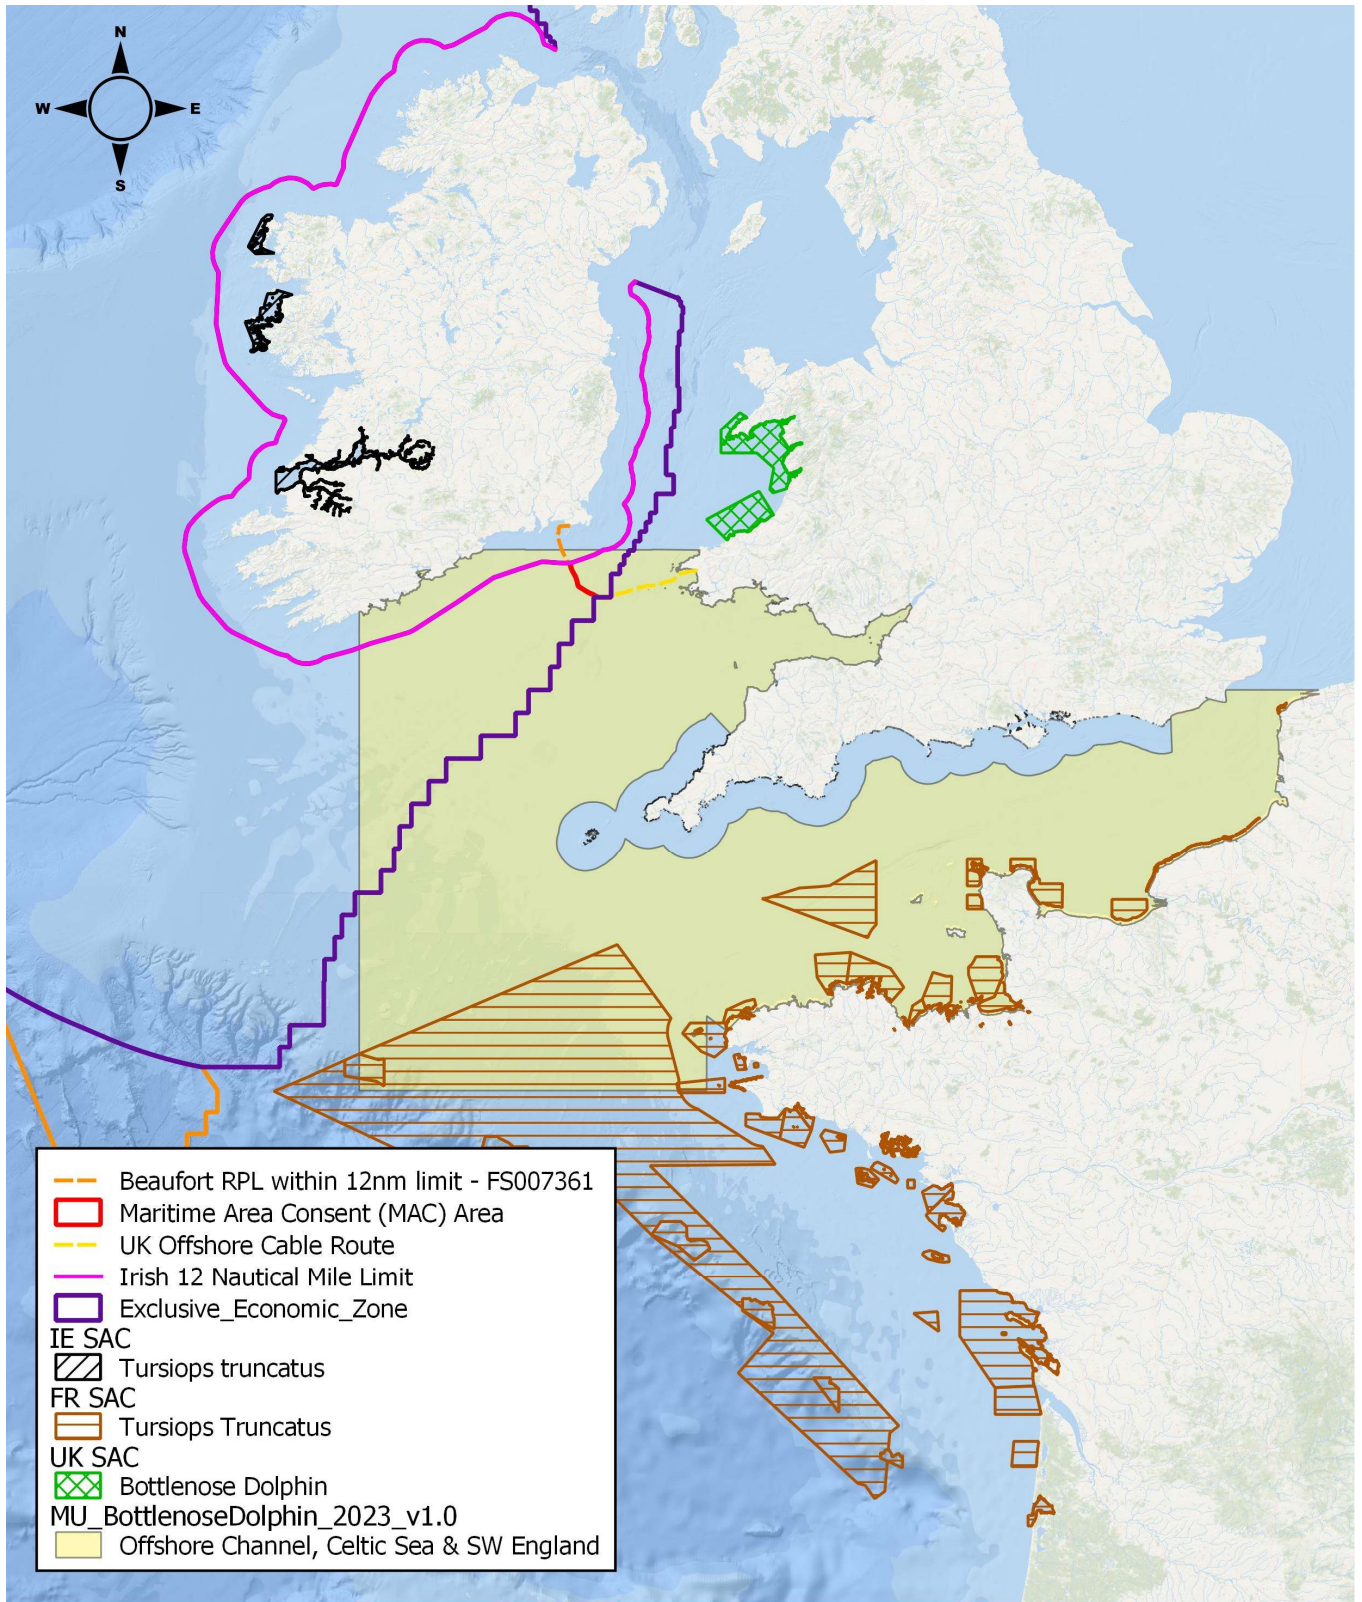 N
W E
S
Beaufort RPL within 12nm limit - FS007361
Maritime Area Consent (MAC) Area
UK Offshore Cable Route
Irish 12 Nautical Mile Limit
Exclusive_Economic_Zone
IE SAC
Tursiops truncatus
FR SAC
Tursiops Truncatus
UK SAC
Bottlenose Dolphin
MU_BottlenoseDolphin_2023_v1.0
Offshore Channel, Celtic Sea & SW England